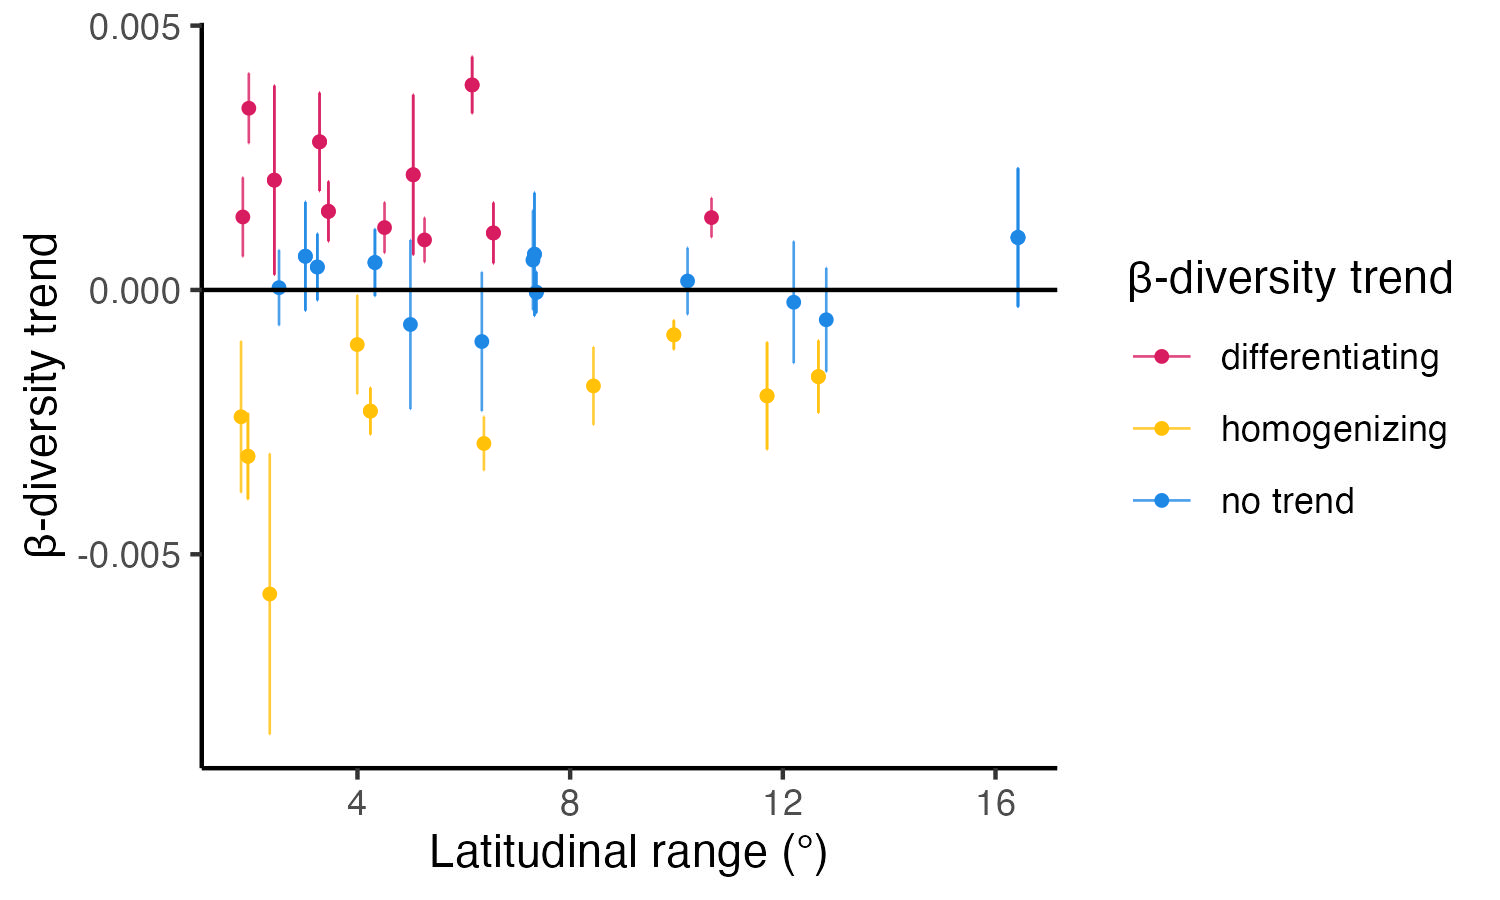 0.005
0.000
-0.005
β-diversity trend
4 8 12 16
Latitudinal range (°)
β-diversity trend
differentiating
homogenizing
no trend